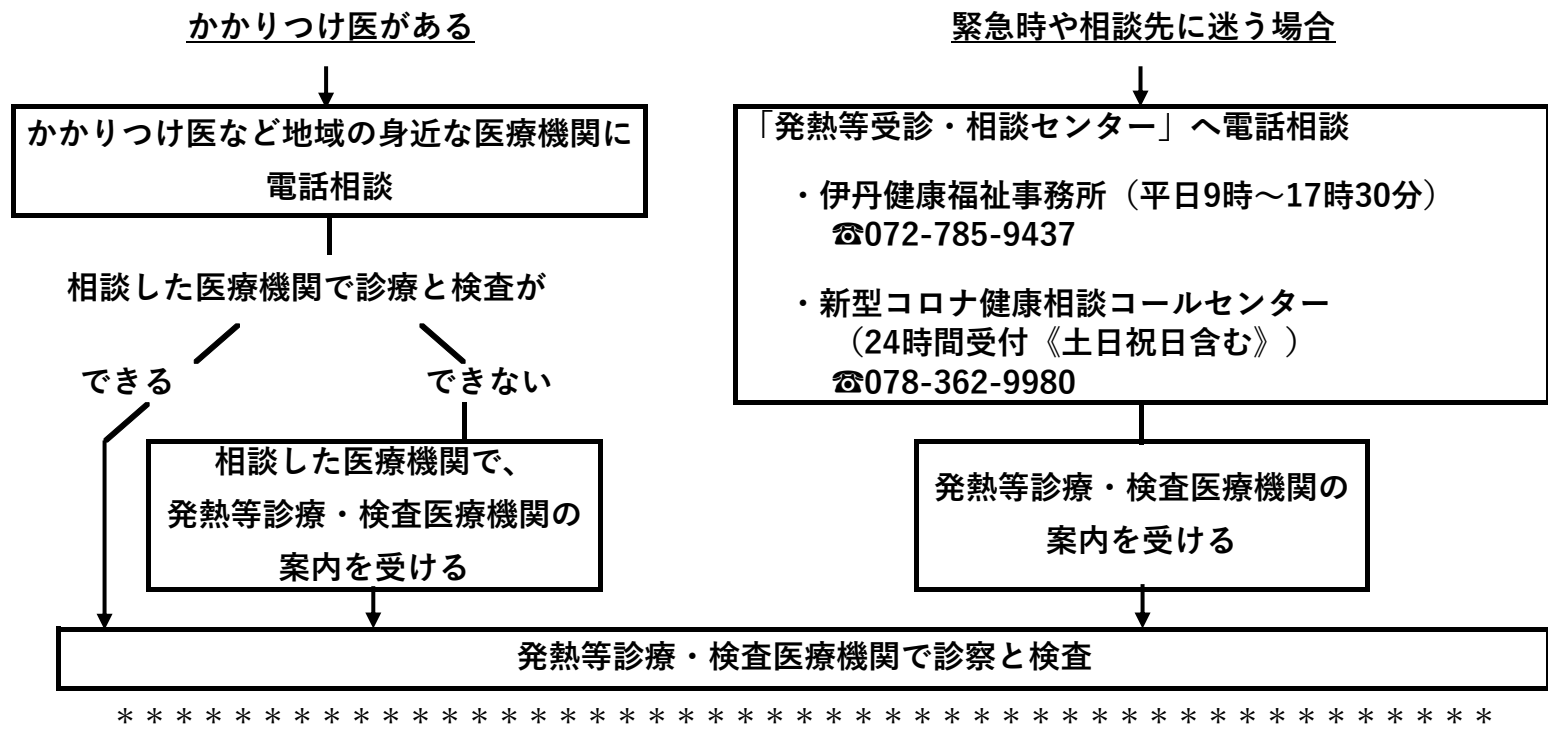 かかりつけ医がある
かかりつけ医など地域の身近な医療機関に
電話相談
相談した医療機関で診療と検査が
できる
できない
相談した医療機関で、
発熱等診療・検査医療機関の
案内を受ける
緊急時や相談先に迷う場合
「発熱等受診・相談センター」へ電話相談
・伊丹健康福祉事務所（平日9時～17時30分）
☎072-785-9437
・新型コロナ健康相談コールセンター
（24時間受付《土日祝日含む》）
☎078-362-9980
発熱等診療・検査医療機関の
案内を受ける
発熱等診療・検査医療機関で診察と検査
＊＊＊＊＊＊＊＊＊＊＊＊＊＊＊＊＊＊＊＊＊＊＊＊＊＊＊＊＊＊＊＊＊＊＊＊＊＊＊＊＊＊＊＊＊＊＊